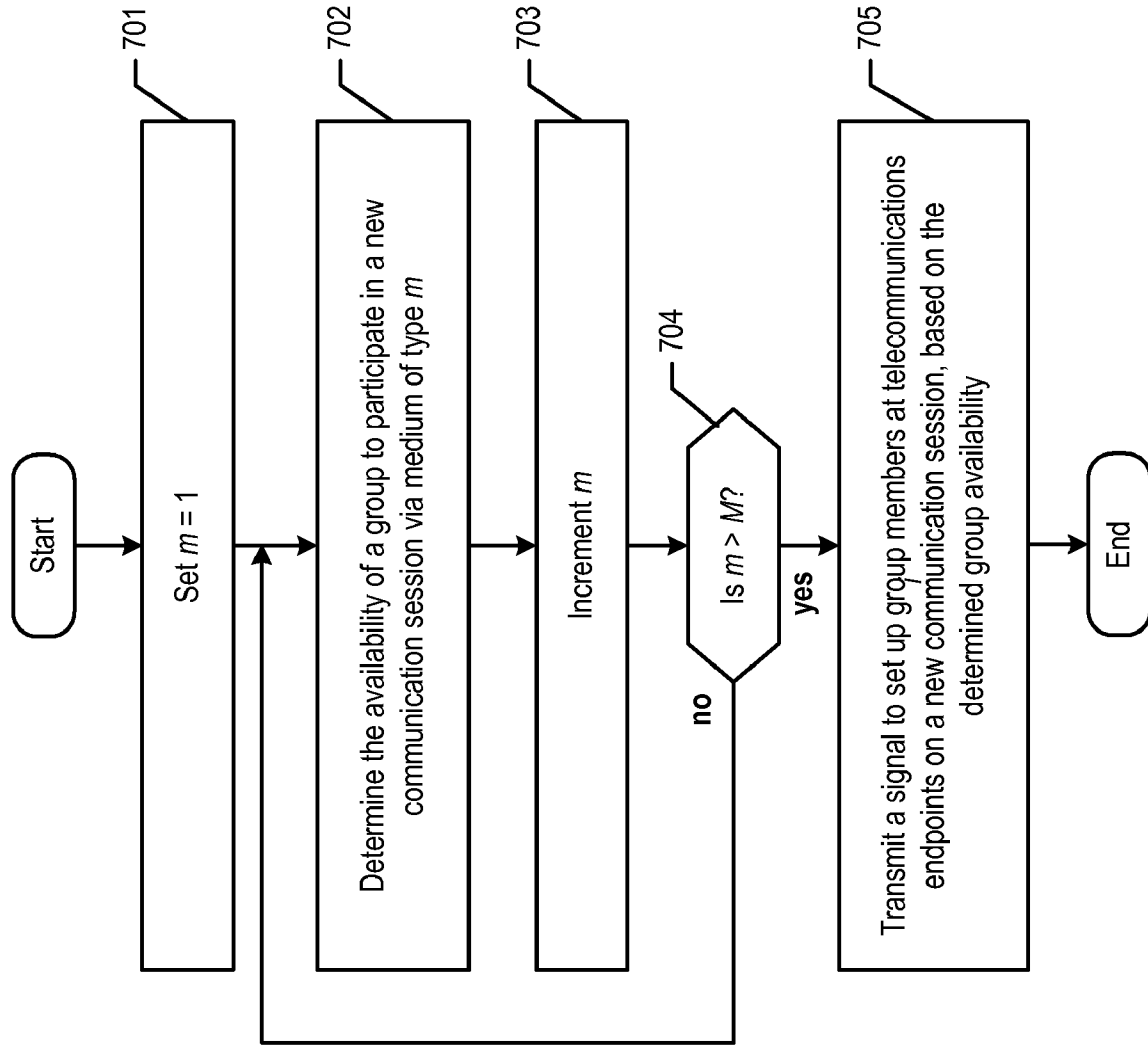 Start
701
Set m = 1
702
Determine the availability of a group to participate in a new
communication session via medium of type m
703
Increment m
704
Is m > M?
no
yes
705
Transmit a signal to set up group members at telecommunications
endpoints on a new communication session, based on the
determined group availability
End